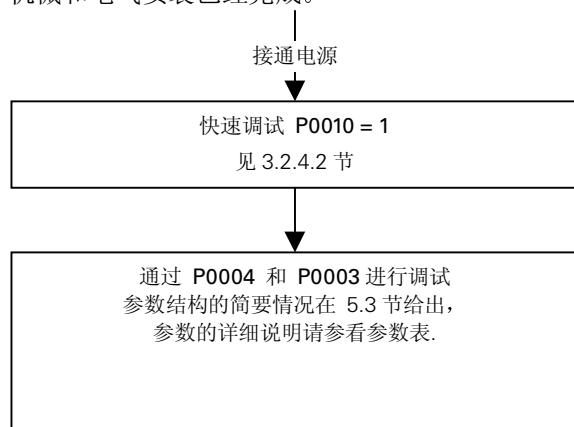 机械和电气安装已经完成。
接通电源
快速调试 P0010 = 1
见 3.2.4.2 节
通过 P0004 和 P0003 进行调试
参数结构的简要情况在 5.3 节给出，
参数的详细说明请参看参数表.